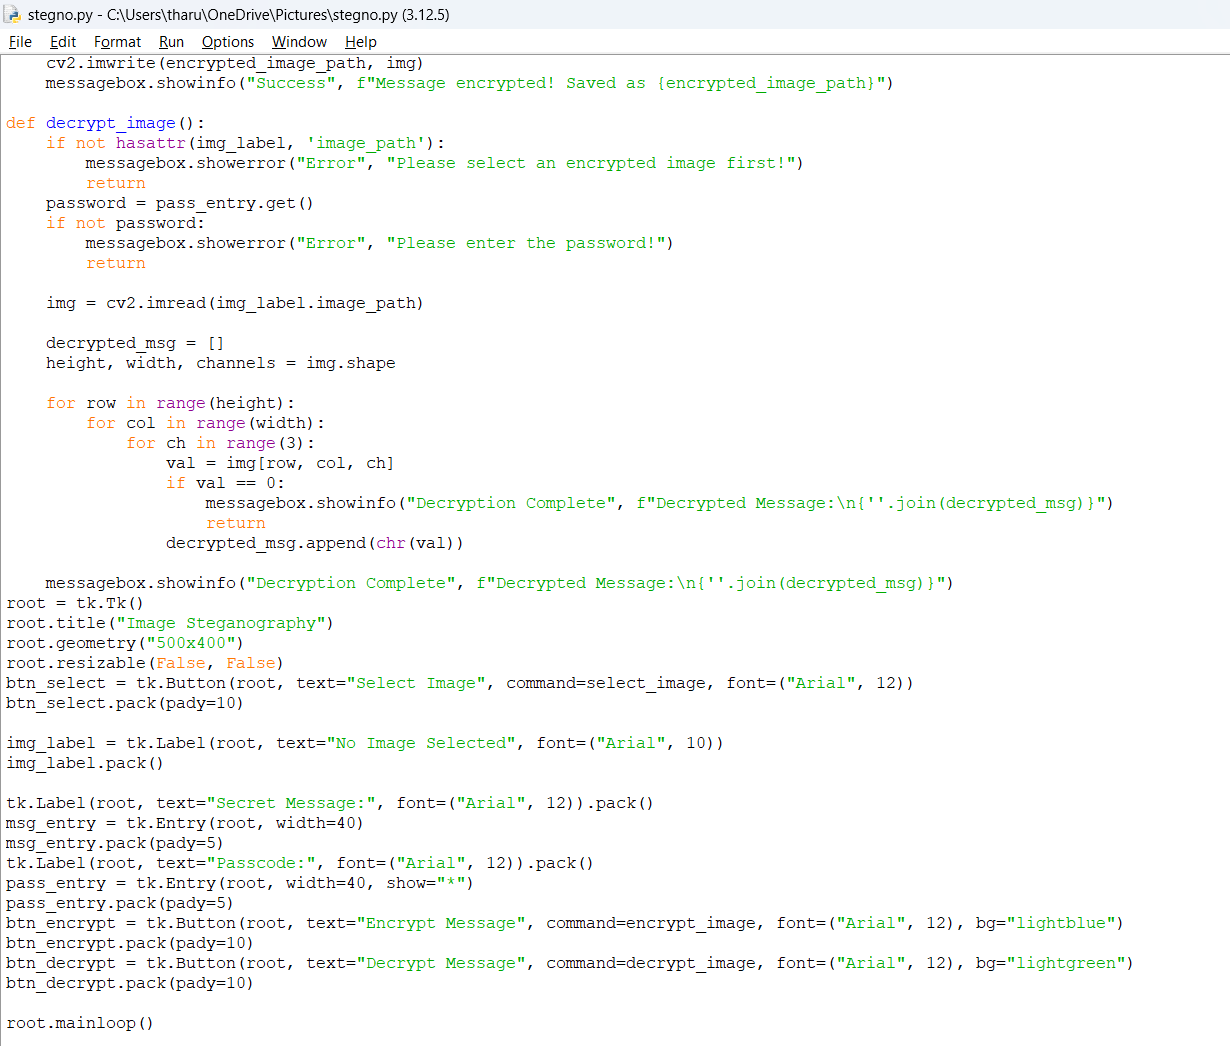 stegno.py - C:\Users\tharu\OneDrive\Pictures\stegno.py (3.12.5)
File Edit Format Run Options Window Help
    cv2.imwrite(encrypted_image_path, img)
    messagebox.showinfo("Success", f"Message encrypted! Saved as {encrypted_image_path}")

def decrypt_image():
    if not hasattr(img_label, 'image_path'):
        messagebox.showerror("Error", "Please select an encrypted image first!")
        return
    password = pass_entry.get()
    if not password:
        messagebox.showerror("Error", "Please enter the password!")
        return

    img = cv2.imread(img_label.image_path)

    decrypted_msg = []
    height, width, channels = img.shape

    for row in range(height):
        for col in range(width):
            for ch in range(3):
                val = img[row, col, ch]
                if val == 0:
                    messagebox.showinfo("Decryption Complete", f"Decrypted Message:\n{''.join(decrypted_msg)}")
                    return
                decrypted_msg.append(chr(val))

    messagebox.showinfo("Decryption Complete", f"Decrypted Message:\n{''.join(decrypted_msg)}")
root = tk.Tk()
root.title("Image Steganography")
root.geometry("500x400")
root.resizable(False, False)
btn_select = tk.Button(root, text="Select Image", command=select_image, font=("Arial", 12))
btn_select.pack(pady=10)

img_label = tk.Label(root, text="No Image Selected", font=("Arial", 10))
img_label.pack()

tk.Label(root, text="Secret Message:", font=("Arial", 12)).pack()
msg_entry = tk.Entry(root, width=40)
msg_entry.pack(pady=5)
tk.Label(root, text="Passcode:", font=("Arial", 12)).pack()
pass_entry = tk.Entry(root, width=40, show="*")
pass_entry.pack(pady=5)
btn_encrypt = tk.Button(root, text="Encrypt Message", command=encrypt_image, font=("Arial", 12), bg="lightblue")
btn_encrypt.pack(pady=10)
btn_decrypt = tk.Button(root, text="Decrypt Message", command=decrypt_image, font=("Arial", 12), bg="lightgreen")
btn_decrypt.pack(pady=10)

root.mainloop()